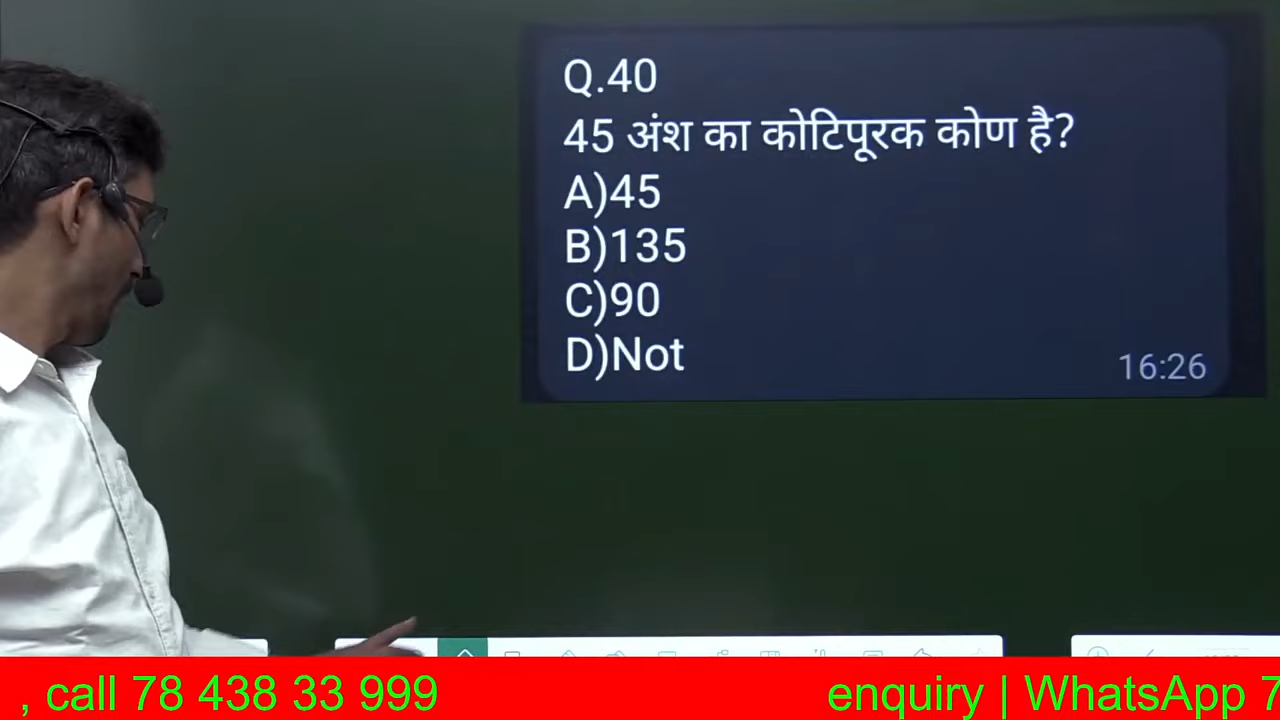 Q.40
45 अंश का कोटिपूरक कोण है?
A)45
B)135
C)90
D)Not
16:26
, call 78 438 33 999
enquiry | WhatsApp 7